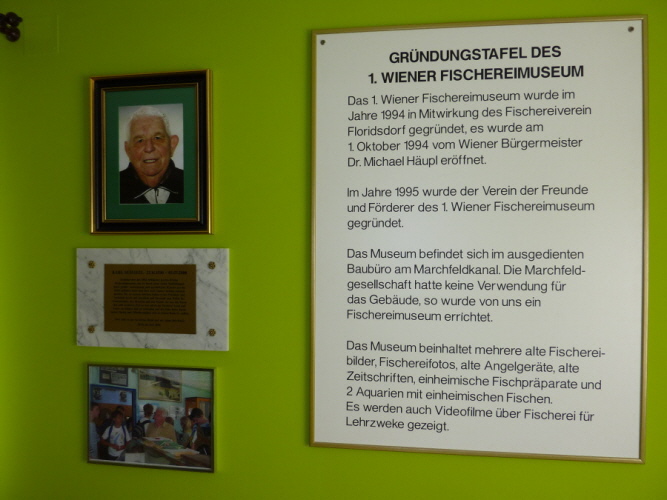 GRÜNDUNGSTAFEL DES
1. WIENER FISCHEREIMUSEUM
Das 1. Wiener Fischereimuseum wurde im
Jahre 1994 in Mitwirkung des Fischereiverein
Floridsdorf gegründet, es wurde am
1. Oktober 1994 vom Wiener Bürgermeister
Dr. Michael Häupl eröffnet.
Im Jahre 1995 wurde der Verein der Freunde
und Förderer des 1. Wiener Fischereimuseum
gegründet.
Das Museum befindet sich im ausgedienten
Baubüro am Marchfeldkanal. Die Marchfeld-
gesellschaft hatte keine Verwendung für
das Gebäude, so wurde von uns ein
Fischereimuseum errichtet.
Das Museum beinhaltet mehrere alte Fischerei-
bilder, Fischereifotos, alte Angelgeräte, alte
Zeitschriften, einheimische Fischpräparate und
2 Aquarien mit einheimischen Fischen.
Es werden auch Videofilme über Fischerei für
Lehrzweke gezeigt.